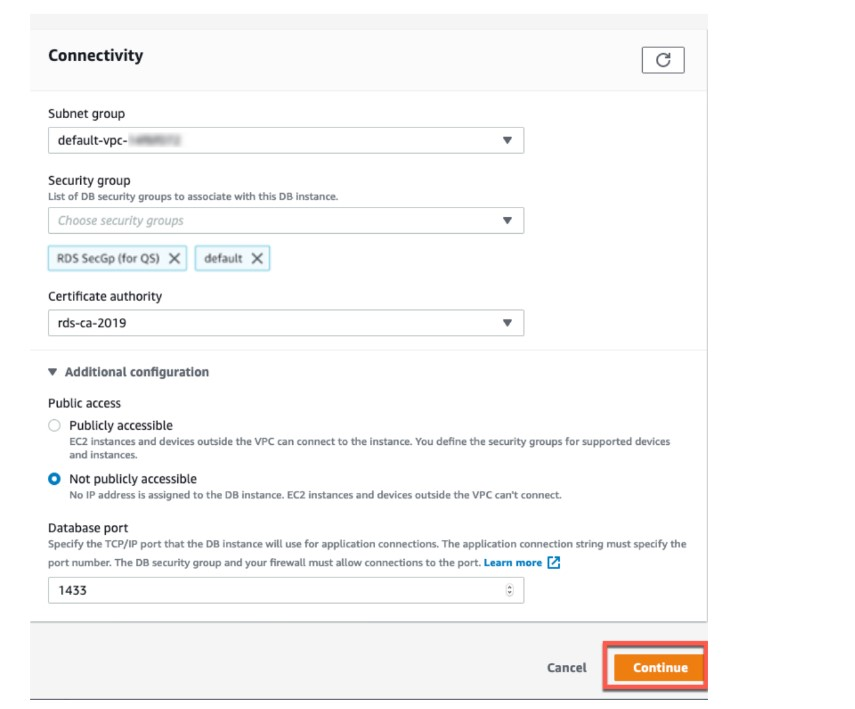 Connectivity
Subnet group
default-vpc-
Security group
List of DB security groups to associate with this DB instance.
Choose security groups
RDS SecGp (for QS) default
Certificate authority
rds-ca-2019
Additional configuration
Public access
Publicly accessible
EC2 instances and devices outside the VPC can connect to the instance. You define the security groups for supported devices
and instances.
Not publicly accessible
No IP address is assigned to the DB instance. EC2 instances and devices outside the VPC can't connect.
Database port
Specify the TCP/IP port that the DB instance will use for application connections. The application connection string must specify the
port number. The DB security group and your firewall must allow connections to the port. Learn more
1433
Cancel Continue